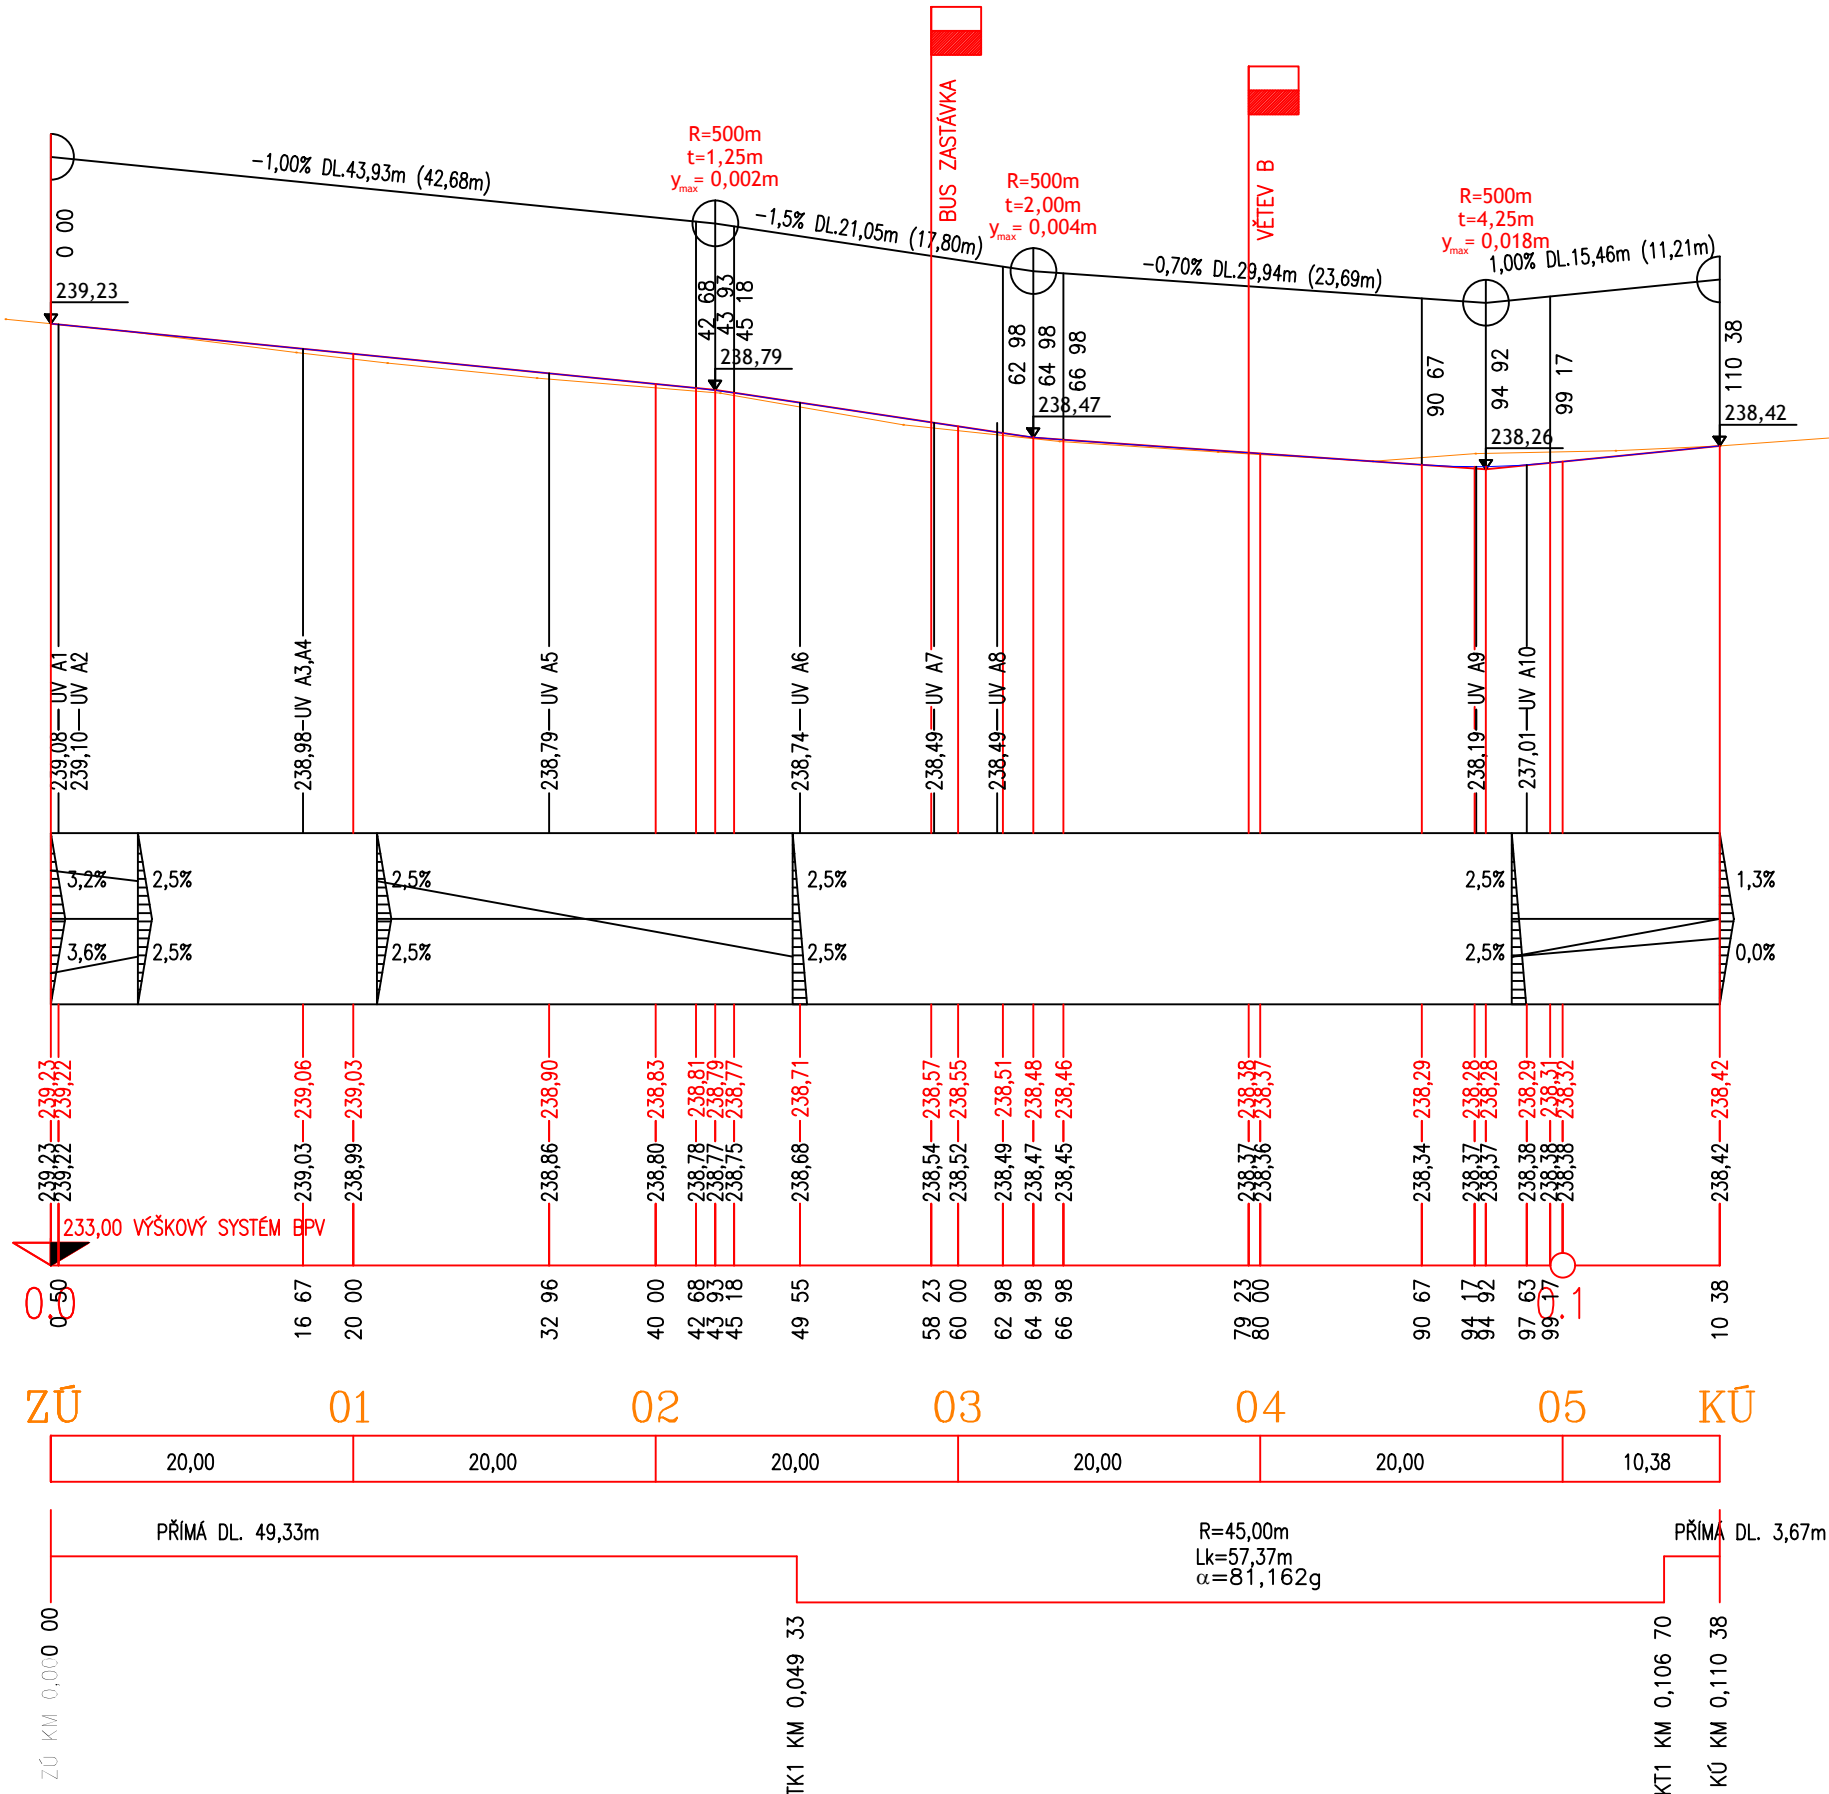 BUS ZASTÁVKA
VĚTEV B
R=500m
t=1,25m
ymax= 0,002m
R=500m
t=2,00m
ymax= 0,004m
R=500m
t=4,25m
ymax= 0,018m
-1,00% DL.43,93m (42,68m)
-1,5% DL.21,05m (17,80m)
-0,70% DL.29,94m (23,69m)
1,00% DL.15,46m (11,21m)
0 00
42 68
43 93
45 18
62 98
64 98
66 98
90 67
94 92
99 17
110 38
239,23
238,79
238,47
238,26
238,42
239,08 UV A1
239,10 UV A2
238,98 UV A3,A4
238,79 UV A5
238,74 UV A6
238,49 UV A7
238,49 UV A8
238,19 UV A9
237,01 UV A10
3,2% 2,5% 2,5% 2,5% 2,5% 1,3%
3,6% 2,5% 2,5% 2,5% 2,5% 0,0%
239,23 239,22 239,06 239,03 238,90 238,83 238,81 238,79 238,77 238,71 238,57 238,55 238,51 238,48 238,46 238,38 238,37 238,29 238,28 238,28 238,29 238,31 238,32 238,42
239,23 239,22 239,03 238,99 238,86 238,80 238,78 238,77 238,75 238,68 238,54 238,52 238,49 238,47 238,45 238,37 238,36 238,34 238,37 238,37 238,38 238,38 238,38 238,42
233,00 VÝŠKOVÝ SYSTÉM BPV
0.0
0.1
0 50
16 67
20 00
32 96
40 00
42 68
43 93
45 18
49 55
58 23
60 00
62 98
64 98
66 98
79 23
80 00
90 67
94 17
94 92
97 63
99 17
10 38
ZÚ 01 02 03 04 05 KÚ
20,00 20,00 20,00 20,00 20,00 10,38
PŘÍMÁ DL. 49,33m
R=45,00m
Lk=57,37m
α=81,162g
PŘÍMÁ DL. 3,67m
ZÚ KM 0,000 00
TK1 KM 0,049 33
KT1 KM 0,106 70
KÚ KM 0,110 38